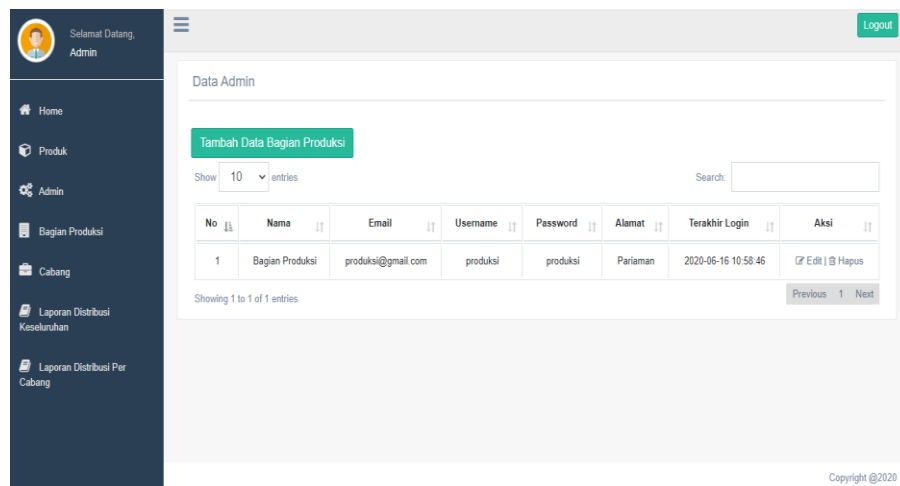 Selamat Datang,
Admin
Home
Produk
Admin
Bagian Produksi
Cabang
Laporan Distribusi
Keseluruhan
Laporan Distribusi Per
Cabang
Logout
Data Admin
Tambah Data Bagian Produksi
Show 10 entries
Search:
No Nama Email Username Password Alamat Terakhir Login Aksi
1 Bagian Produksi produksi@gmail.com produksi produksi Pariaman 2020-06-16 10:58:46 Edit | Hapus
Showing 1 to 1 of 1 entries
Previous 1 Next
Copyright @2020